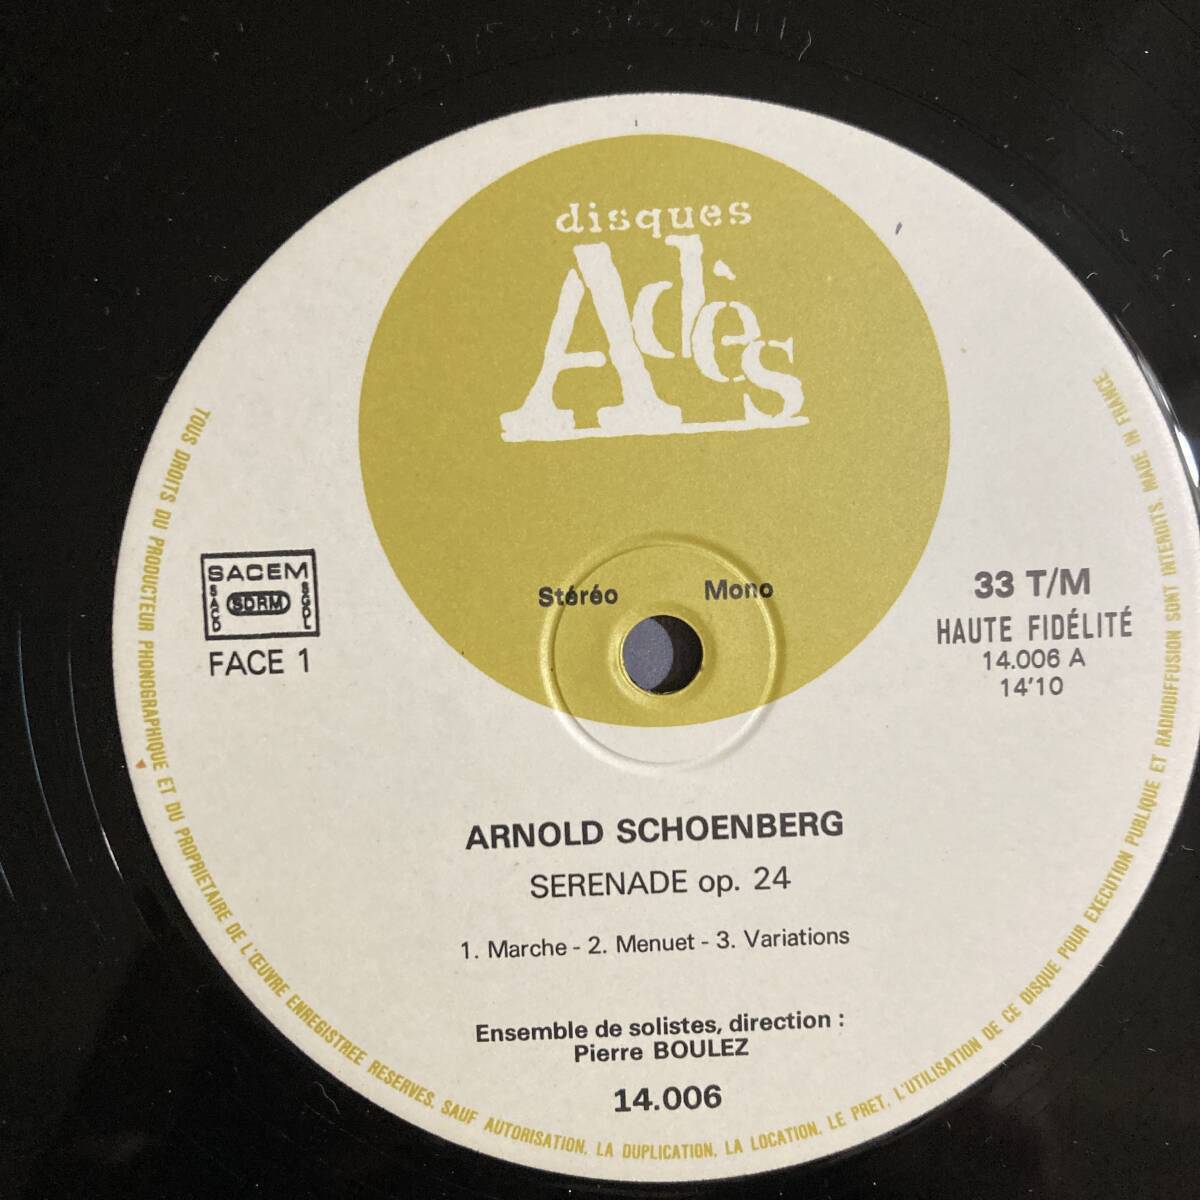 disques
Adès
Stéréo Mono
SACEM
SACD SDRM SGDL
FACE 1
33 T/M
HAUTE FIDÉLITÉ
14.006 A
14'10
ARNOLD SCHOENBERG
SERENADE op. 24
1. Marche - 2. Menuet - 3. Variations
Ensemble de solistes, direction :
Pierre BOULEZ
14.006
TOUS DROITS DU PRODUCTEUR PHONOGRAPHIQUE ET DU PROPRIETAIRE DE L'ŒUVRE ENREGISTREE RESERVES. SAUF AUTORISATION, LA DUPLICATION, LA LOCATION, LE PRET, L'UTILISATION DE CE DISQUE POUR EXECUTION PUBLIQUE ET RADIODIFFUSION SONT INTERDITS. MADE IN FRANCE.